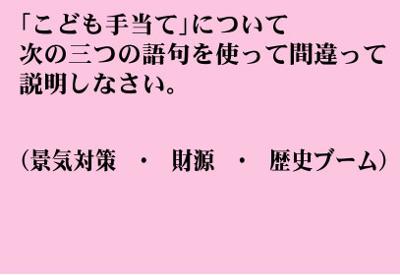 「こども手当て」について
次の三つの語句を使って間違って
説明しなさい。
（景気対策　・　財源　・　歴史ブーム）